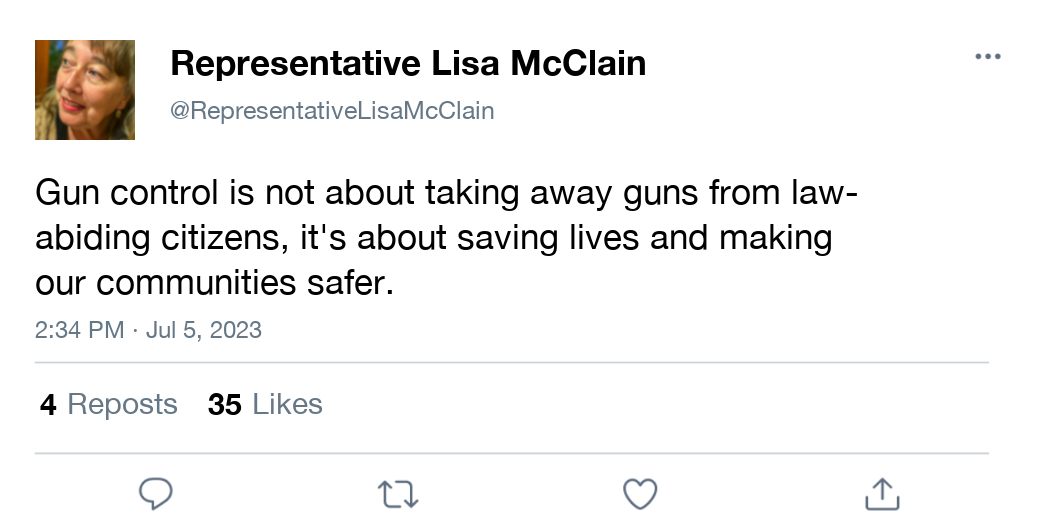 Representative Lisa McClain
@RepresentativeLisaMcClain
Gun control is not about taking away guns from law-
abiding citizens, it's about saving lives and making
our communities safer.
2:34 PM · Jul 5, 2023
4 Reposts 35 Likes